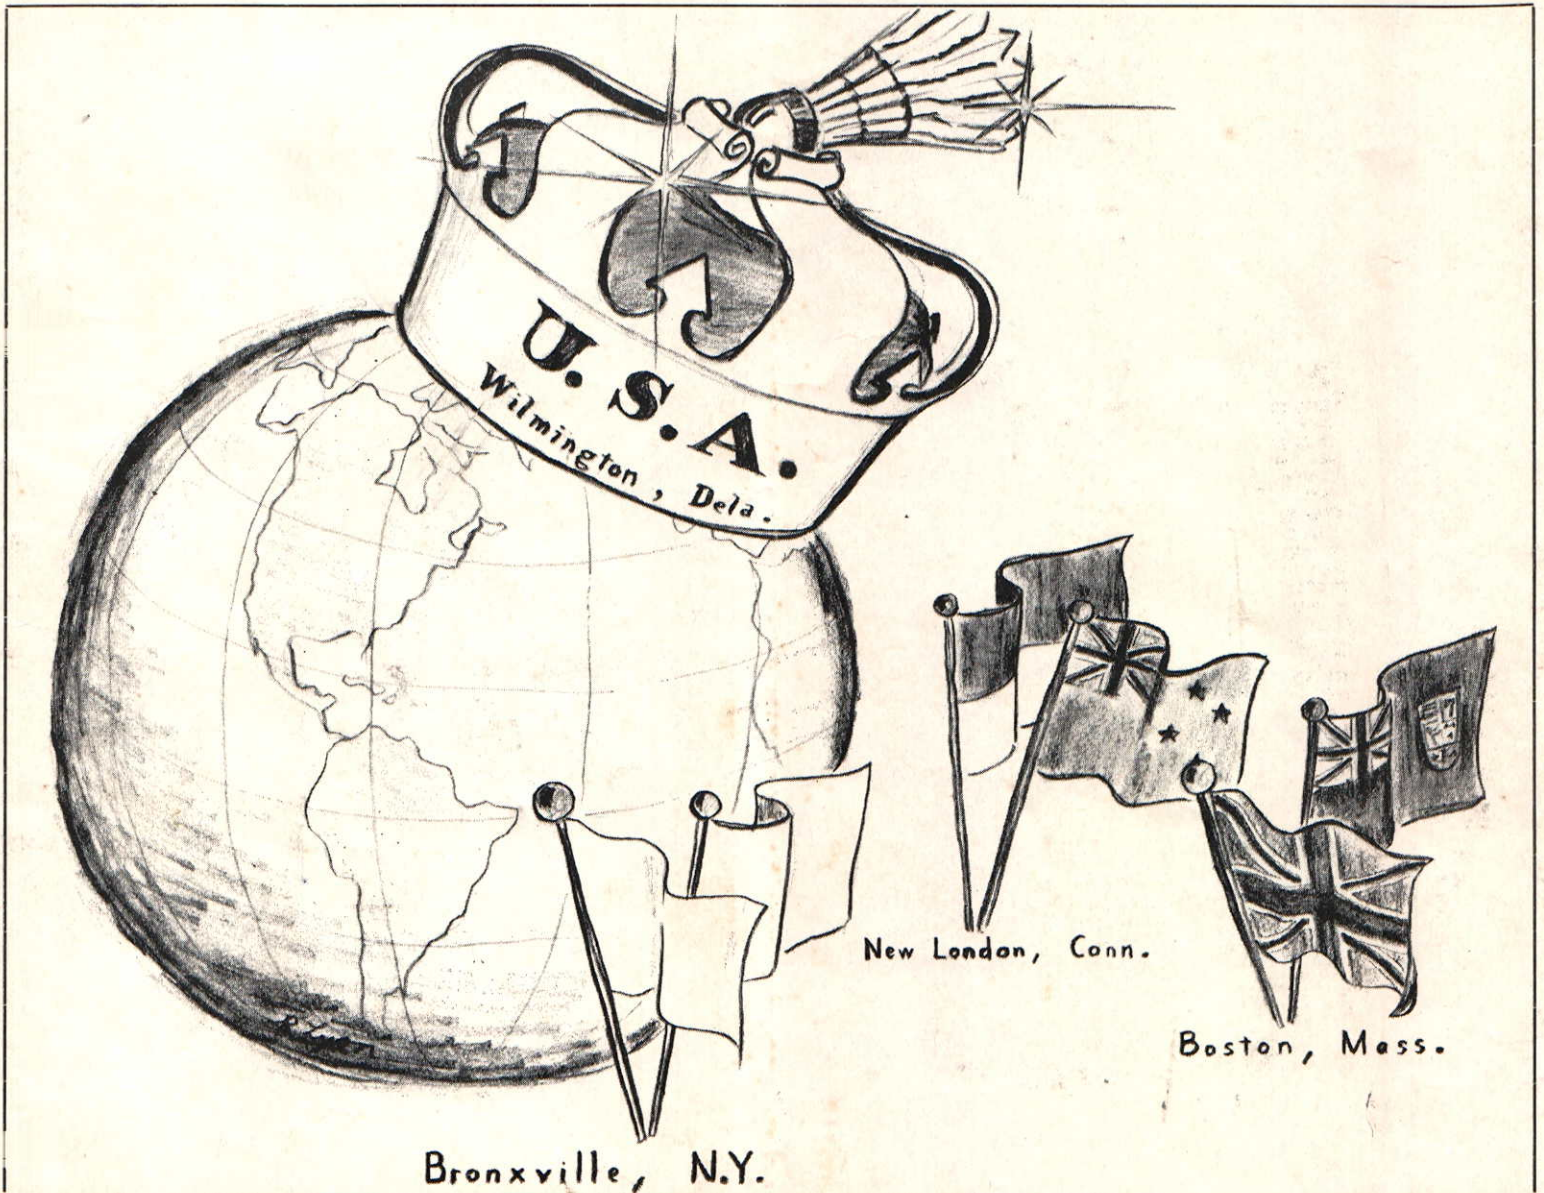 U.S.A.
Wilmington, Dela.
New London, Conn.
Boston, Mass.
Bronxville, N.Y.